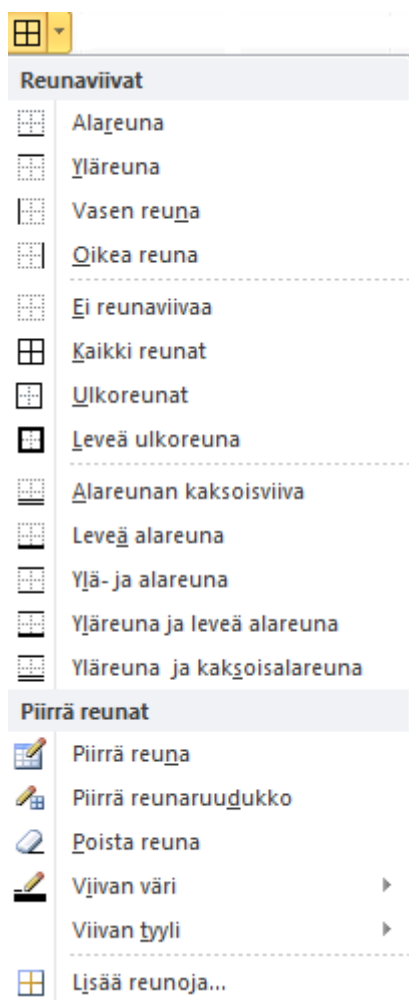 Reunaviivat
Alareuna
Yläreuna
Vasen reuna
Oikea reuna
Ei reunaviivaa
Kaikki reunat
Ulkoreunat
Leveä ulkoreuna
Alareunan kaksoisviiva
Leveä alareuna
Ylä- ja alareuna
Yläreuna ja leveä alareuna
Yläreuna  ja kaksoisalareuna
Piirrä reunat
Piirrä reuna
Piirrä reunaruudukko
Poista reuna
Viivan väri
Viivan tyyli
Lisää reunoja...